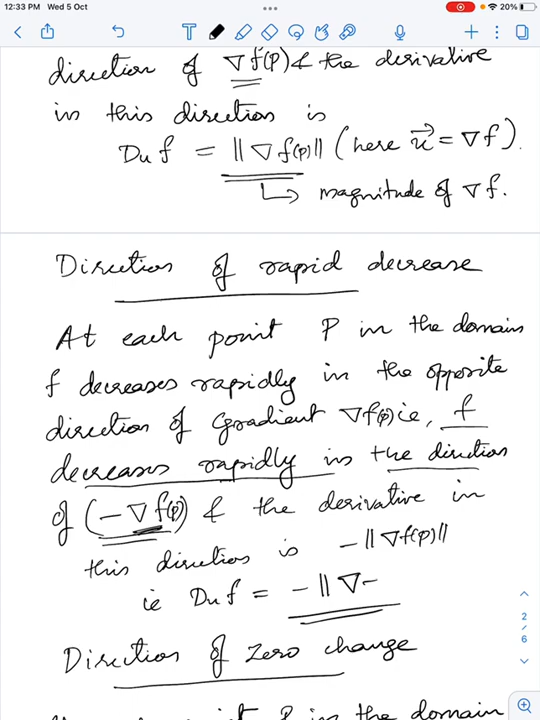 12:33 PM Wed 5 Oct
20%
direction of ∇f(P) & the derivative
in this direction is
Duf = ||∇f(P)|| (here u⃗ = ∇f).
↳ magnitude of ∇f.
Direction of rapid decrease
At each point P in the domain
f decreases rapidly in the opposite
direction of Gradient ∇f(P) ie, f
decreases rapidly in the direction
of (-∇f(P)) & the derivative in
this direction is -||∇f(P)||
ie Duf = -||∇
Direction of zero change
P in the domain
2
6